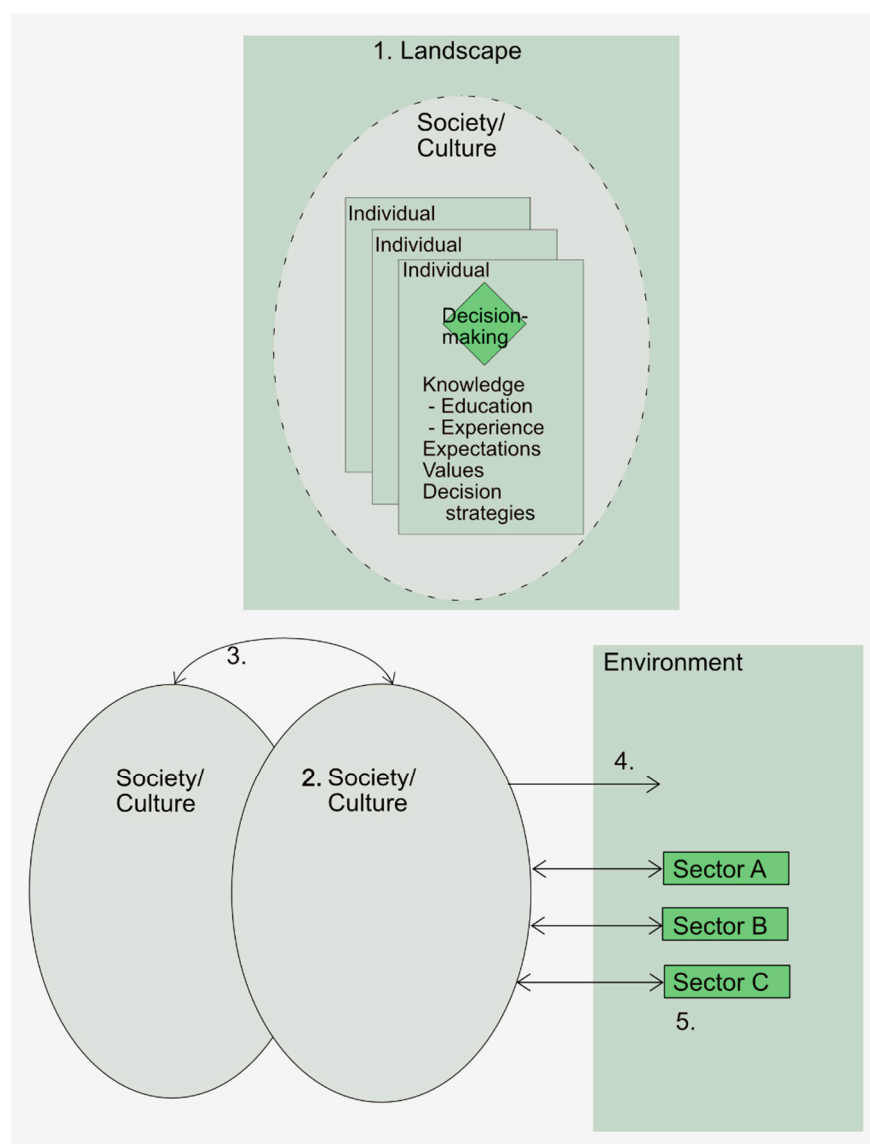 1. Landscape
Society/
Culture
Individual
Individual
Individual
Decision-
making
Knowledge
- Education
- Experience
Expectations
Values
Decision
strategies
3.
Environment
Society/
Culture
2. Society/
Culture
4.
Sector A
Sector B
Sector C
5.